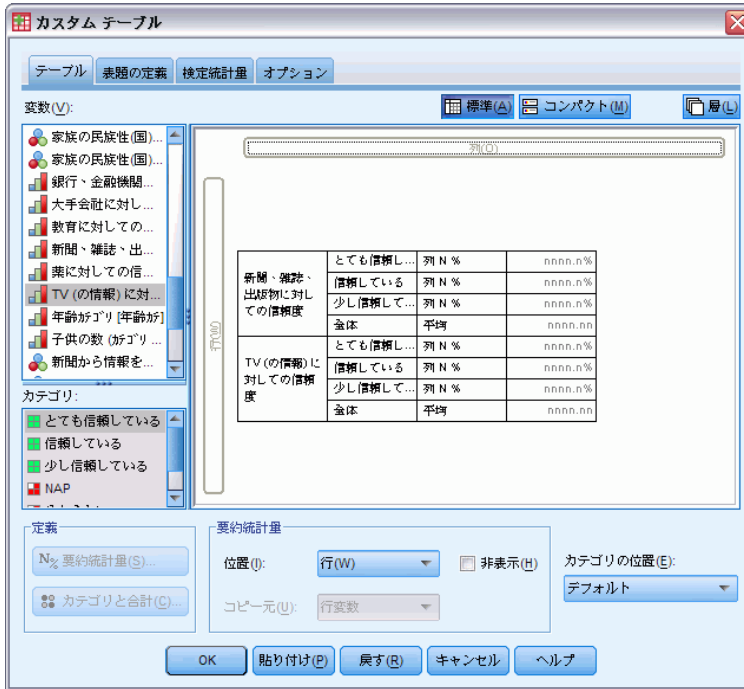 カスタム テーブル
テーブル 表題の定義 検定統計量 オプション
変数(V):
標準(A) コンパクト(M) 層(L)
家族の民族性(国)...
家族の民族性(国)...
銀行、金融機関...
大手会社に対し...
教育に対しての...
新聞、雑誌、出...
薬に対しての信...
TV (の情報) に対...
年齢カテゴリ [年齢カテ]
子供の数 (カテゴリ ...
新聞から情報を...
カテゴリ:
とても信頼している
信頼している
少し信頼している
NAP
列(O)
行(W)
新聞、雑誌、
出版物に対し
ての信頼度
とても信頼し... 列 N % nnnn.n%
信頼している 列 N % nnnn.n%
少し信頼して... 列 N % nnnn.n%
全体 平均 nnnn.nn
TV (の情報) に
対しての信頼
度
とても信頼し... 列 N % nnnn.n%
信頼している 列 N % nnnn.n%
少し信頼して... 列 N % nnnn.n%
全体 平均 nnnn.nn
定義
N% 要約統計量(S)...
カテゴリと合計(C)...
要約統計量
位置(I): 行(W) 非表示(H)
コピー元(U): 行変数
カテゴリの位置(E):
デフォルト
OK 貼り付け(P) 戻す(R) キャンセル ヘルプ